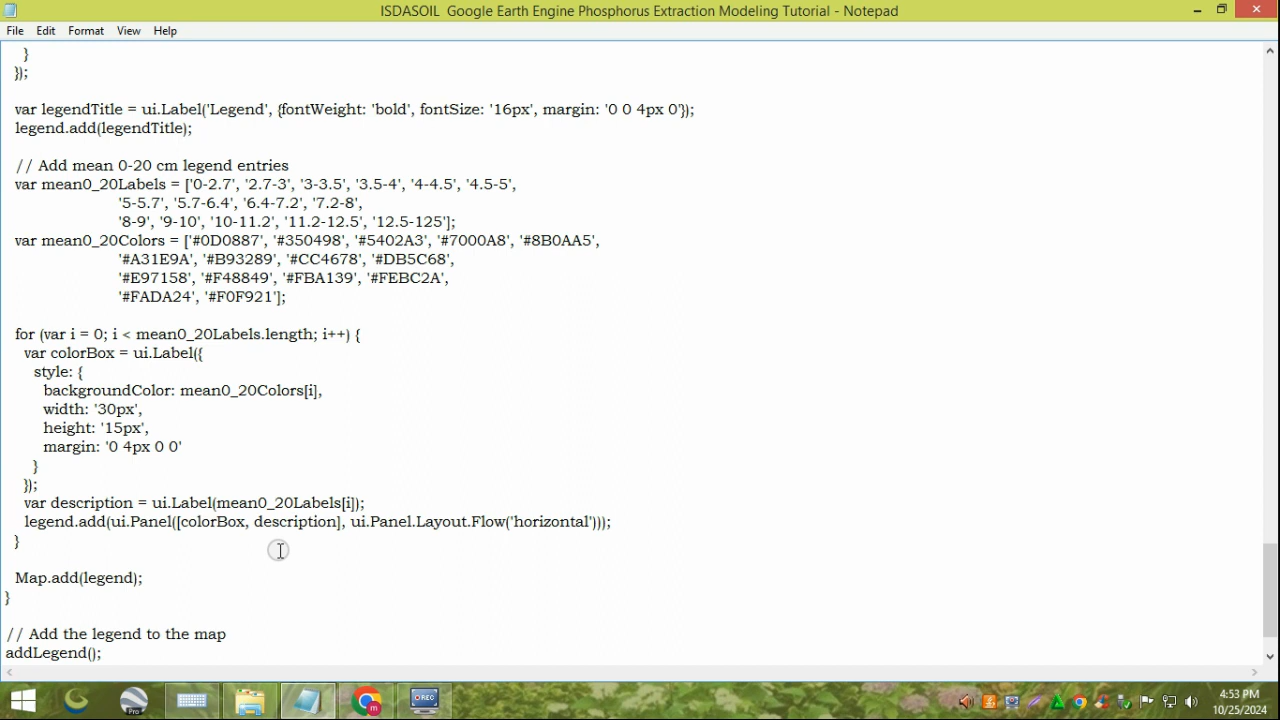 ISDASOIL  Google Earth Engine Phosphorus Extraction Modeling Tutorial - Notepad
File Edit Format View Help
}
});
var legendTitle = ui.Label('Legend', {fontWeight: 'bold', fontSize: '16px', margin: '0 0 4px 0'});
legend.add(legendTitle);
// Add mean 0-20 cm legend entries
var mean0_20Labels = ['0-2.7', '2.7-3', '3-3.5', '3.5-4', '4-4.5', '4.5-5',
'5-5.7', '5.7-6.4', '6.4-7.2', '7.2-8',
'8-9', '9-10', '10-11.2', '11.2-12.5', '12.5-125'];
var mean0_20Colors = ['#0D0887', '#350498', '#5402A3', '#7000A8', '#8B0AA5',
'#A31E9A', '#B93289', '#CC4678', '#DB5C68',
'#E97158', '#F48849', '#FBA139', '#FEBC2A',
'#FADA24', '#F0F921'];
for (var i = 0; i < mean0_20Labels.length; i++) {
var colorBox = ui.Label({
style: {
backgroundColor: mean0_20Colors[i],
width: '30px',
height: '15px',
margin: '0 4px 0 0'
}
});
var description = ui.Label(mean0_20Labels[i]);
legend.add(ui.Panel([colorBox, description], ui.Panel.Layout.Flow('horizontal')));
}
Map.add(legend);
}
// Add the legend to the map
addLegend();
Pro
m
REC
4:53 PM
10/25/2024